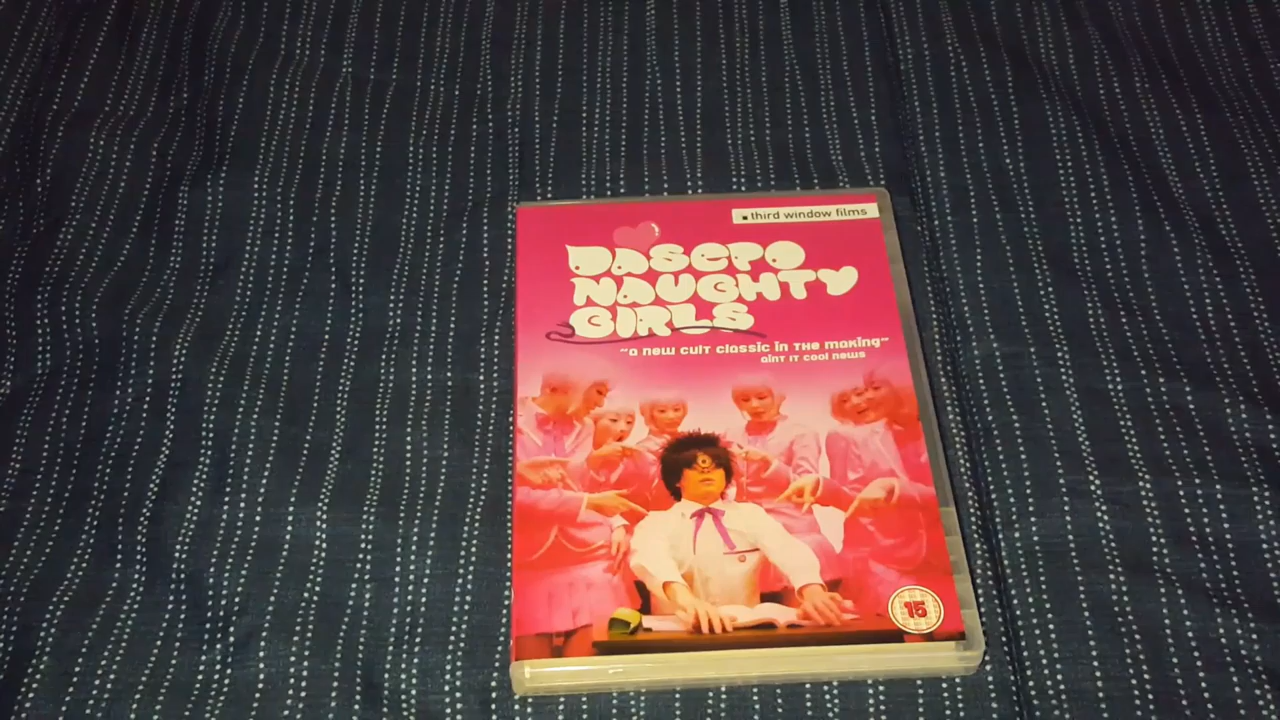 third window films
DASEPO
NAUGHTY
GIRLS
"a new cult classic in the making"
aint it cool news
15